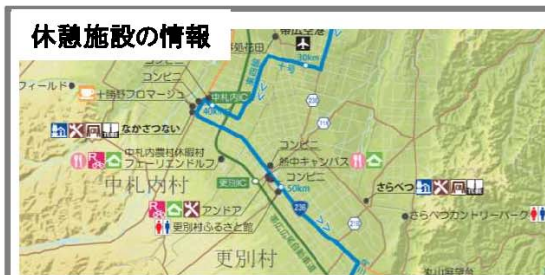 休憩施設の情報
帯広空港
コンビニ
30km
コンビニ
フィールド
十勝野フロマージュ
中札内IC
40km
なかさつない
コンビニ
中札内農村休暇村
フェーリエンドルフ
熱中キャンパス
中札内村
更別IC
コンビニ
50km
さらべつ
236
アンドア
さらべつカントリーパーク
更別村ふるさと館
更別村